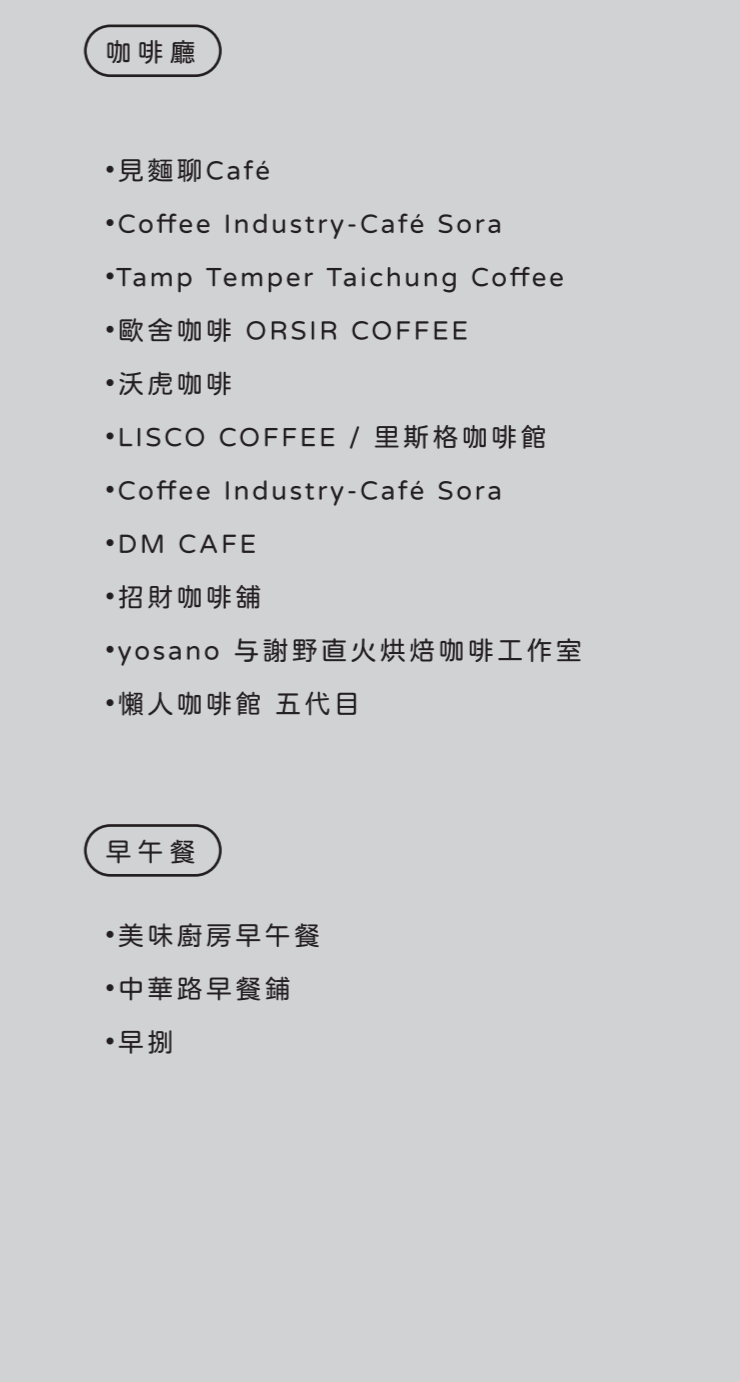 咖啡廳
•見麵聊Café
•Coffee Industry-Café Sora
•Tamp Temper Taichung Coffee
•歐舍咖啡 ORSIR COFFEE
•沃虎咖啡
•LISCO COFFEE / 里斯格咖啡館
•Coffee Industry-Café Sora
•DM CAFE
•招財咖啡舖
•yosano 与謝野直火烘焙咖啡工作室
•懶人咖啡館 五代目
早午餐
•美味廚房早午餐
•中華路早餐鋪
•早捌